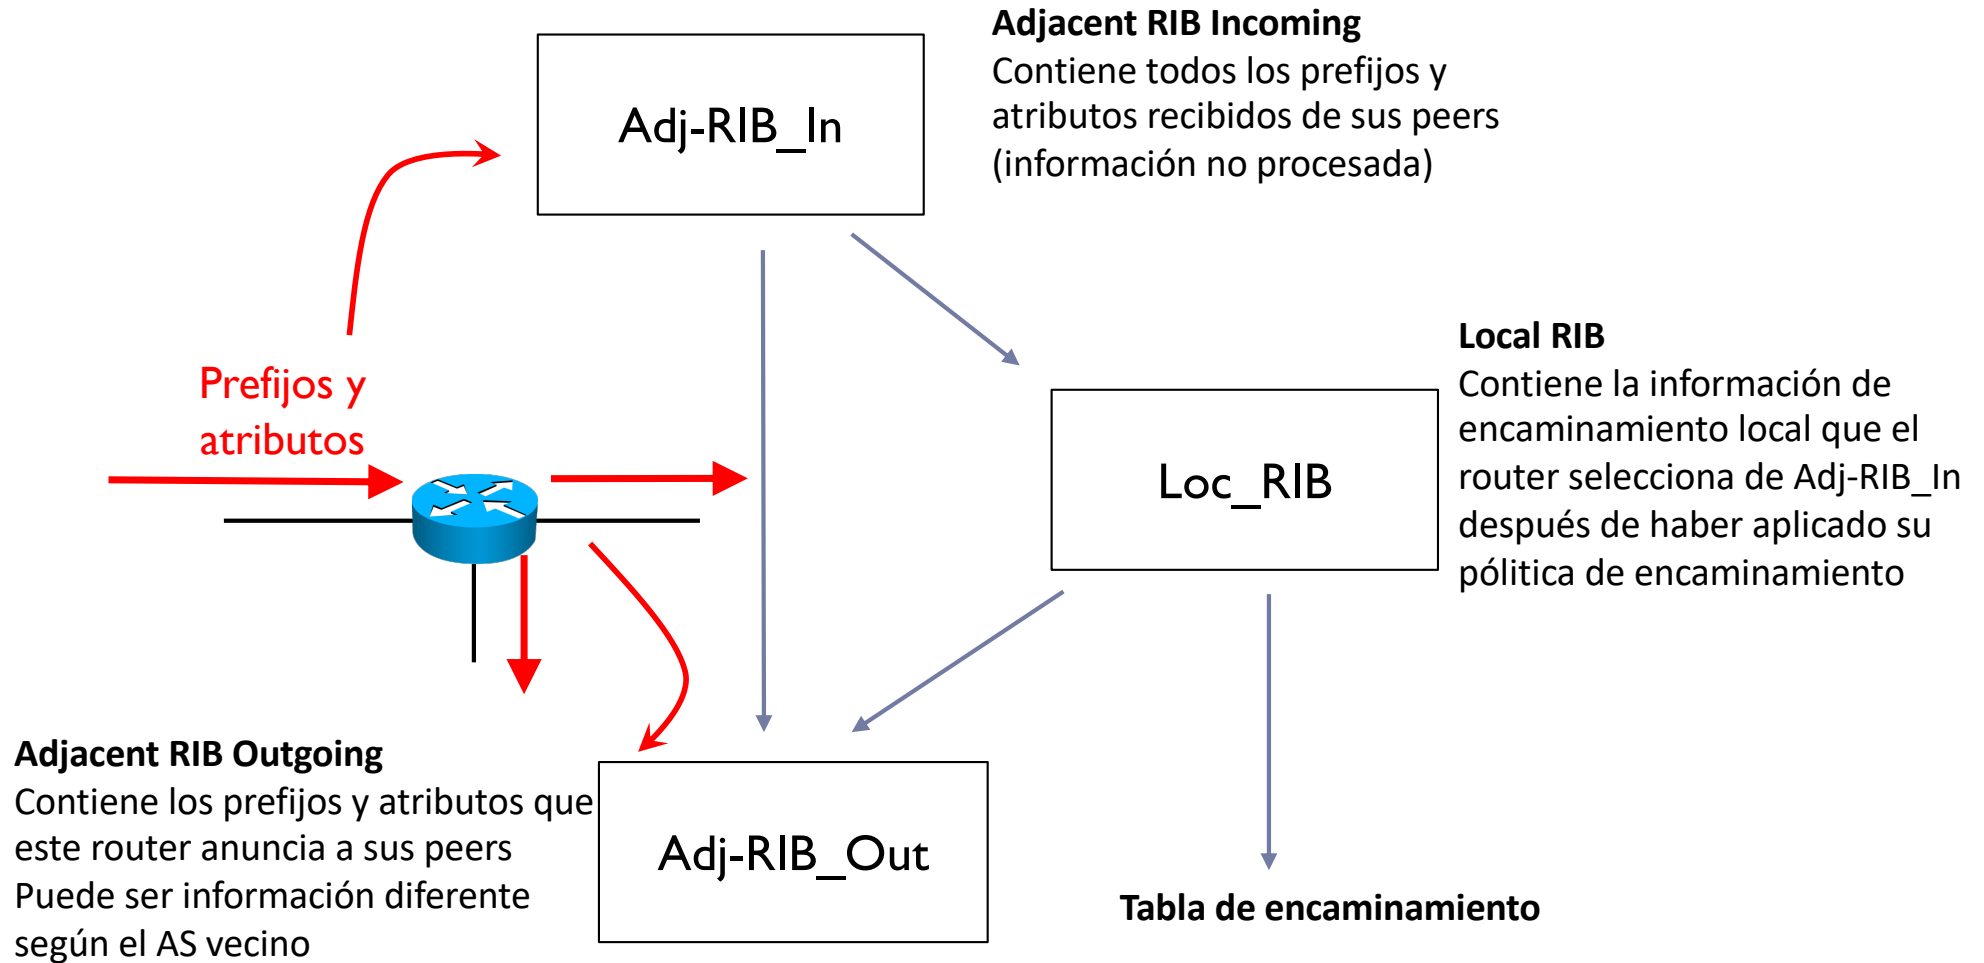 Adjacent RIB Incoming
Contiene todos los prefijos y
atributos recibidos de sus peers
(información no procesada)
Adj-RIB_In
Prefijos y
atributos
Local RIB
Contiene la información de
encaminamiento local que el
router selecciona de Adj-RIB_In
después de haber aplicado su
pólitica de encaminamiento
Loc_RIB
Adjacent RIB Outgoing
Contiene los prefijos y atributos que
este router anuncia a sus peers
Puede ser información diferente
según el AS vecino
Adj-RIB_Out
Tabla de encaminamiento